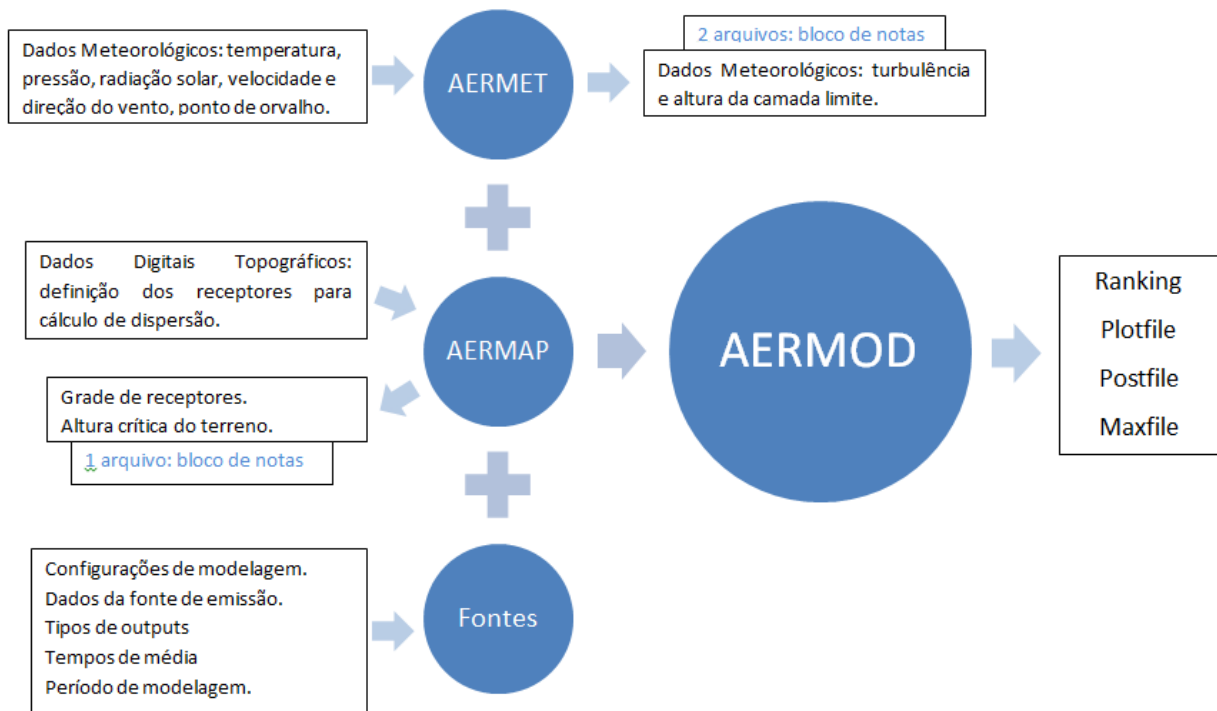 Dados Meteorológicos: temperatura,
pressão, radiação solar, velocidade e
direção do vento, ponto de orvalho.
AERMET
2 arquivos: bloco de notas
Dados Meteorológicos: turbulência
e altura da camada limite.
Dados Digitais Topográficos:
definição dos receptores para
cálculo de dispersão.
AERMAP
Grade de receptores.
Altura crítica do terreno.
1 arquivo: bloco de notas
AERMOD
Ranking
Plotfile
Postfile
Maxfile
Configurações de modelagem.
Dados da fonte de emissão.
Tipos de outputs
Tempos de média
Período de modelagem.
Fontes